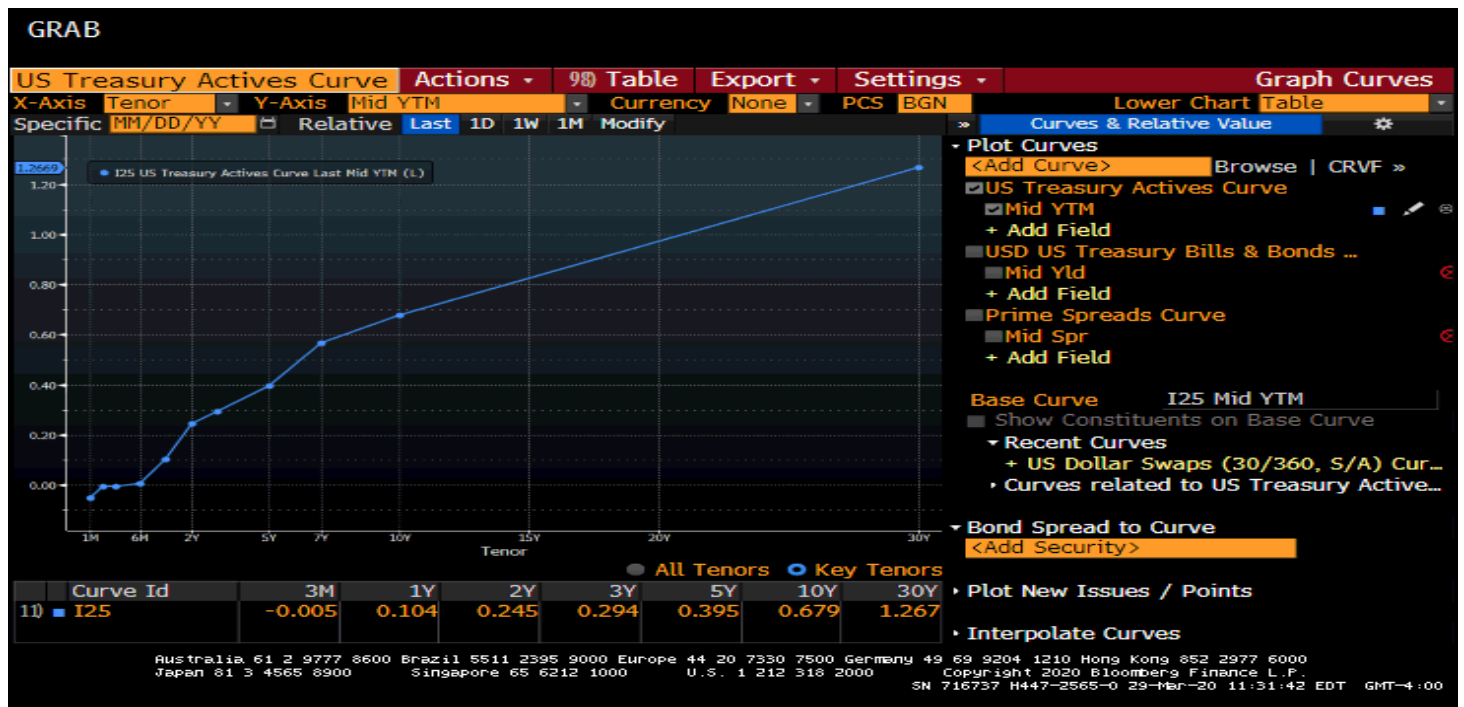 GRAB
US Treasury Actives Curve Actions 98) Table Export Settings Graph Curves
X-Axis Tenor Y-Axis Mid YTM Currency None PCS BGN Lower Chart Table
Specific MM/DD/YY Relative Last 1D 1W 1M Modify » Curves & Relative Value
1.2669
I25 US Treasury Actives Curve Last Mid YTM (L)
1.20
1.00
0.80
0.60
0.40
0.20
0.00
1M 6M 2Y 5Y 7Y 10Y 15Y 20Y 30Y
Tenor
Plot Curves
<Add Curve> Browse | CRVF »
US Treasury Actives Curve
Mid YTM
+ Add Field
USD US Treasury Bills & Bonds ...
Mid Yld
+ Add Field
Prime Spreads Curve
Mid Spr
+ Add Field
Base Curve I25 Mid YTM
Show Constituents on Base Curve
Recent Curves
+ US Dollar Swaps (30/360, S/A) Cur...
Curves related to US Treasury Active...
Bond Spread to Curve
<Add Security>
Plot New Issues / Points
Interpolate Curves
All Tenors Key Tenors
Curve Id 3M 1Y 2Y 3Y 5Y 10Y 30Y
11) I25 -0.005 0.104 0.245 0.294 0.395 0.679 1.267
Australia 61 2 9777 8600 Brazil 5511 2395 9000 Europe 44 20 7330 7500 Germany 49 69 9204 1210 Hong Kong 852 2977 6000
Japan 81 3 4565 8900 Singapore 65 6212 1000 U.S. 1 212 318 2000 Copyright 2020 Bloomberg Finance L.P.
SN 716737 H447-2565-0 29-Mar-20 11:31:42 EDT GMT-4:00